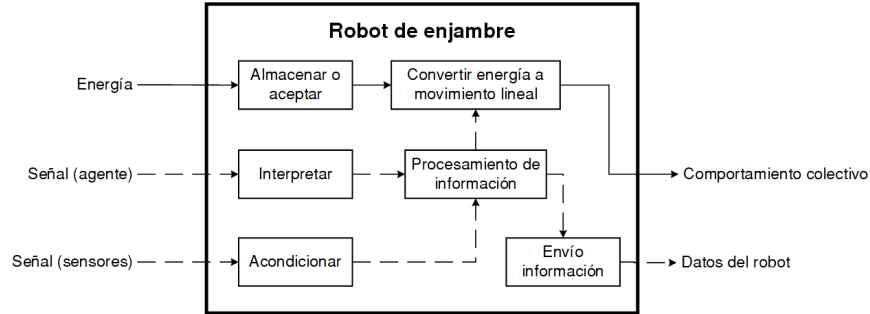 Robot de enjambre
Energía
Almacenar o
aceptar
Convertir energía a
movimiento lineal
Señal (agente)
Interpretar
Procesamiento de
información
Comportamiento colectivo
Señal (sensores)
Acondicionar
Envío
información
Datos del robot